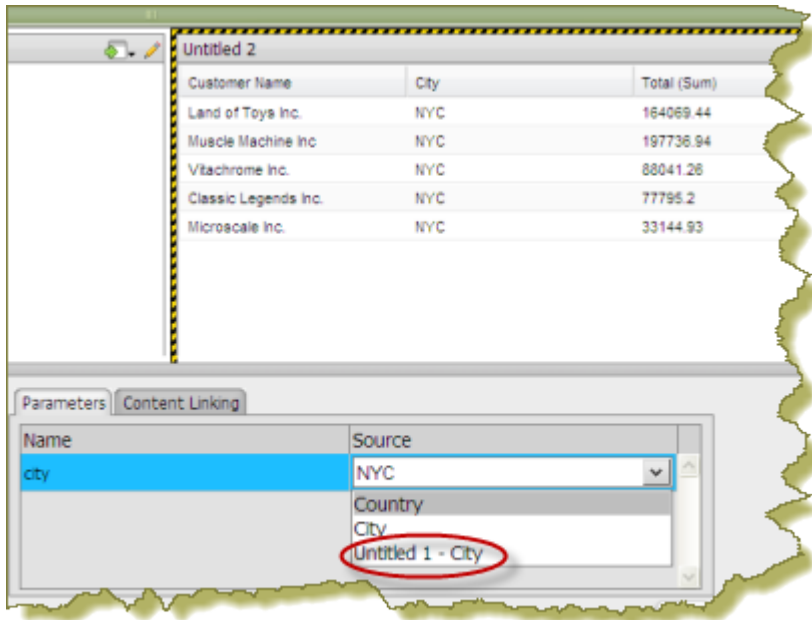 Untitled 2
Customer Name City Total (Sum)
Land of Toys Inc. NYC 164069.44
Muscle Machine Inc NYC 197736.94
Vitachrome Inc. NYC 88041.26
Classic Legends Inc. NYC 77795.2
Microscale Inc. NYC 33144.93
Parameters Content Linking
Name Source
city NYC
Country
City
Untitled 1 - City